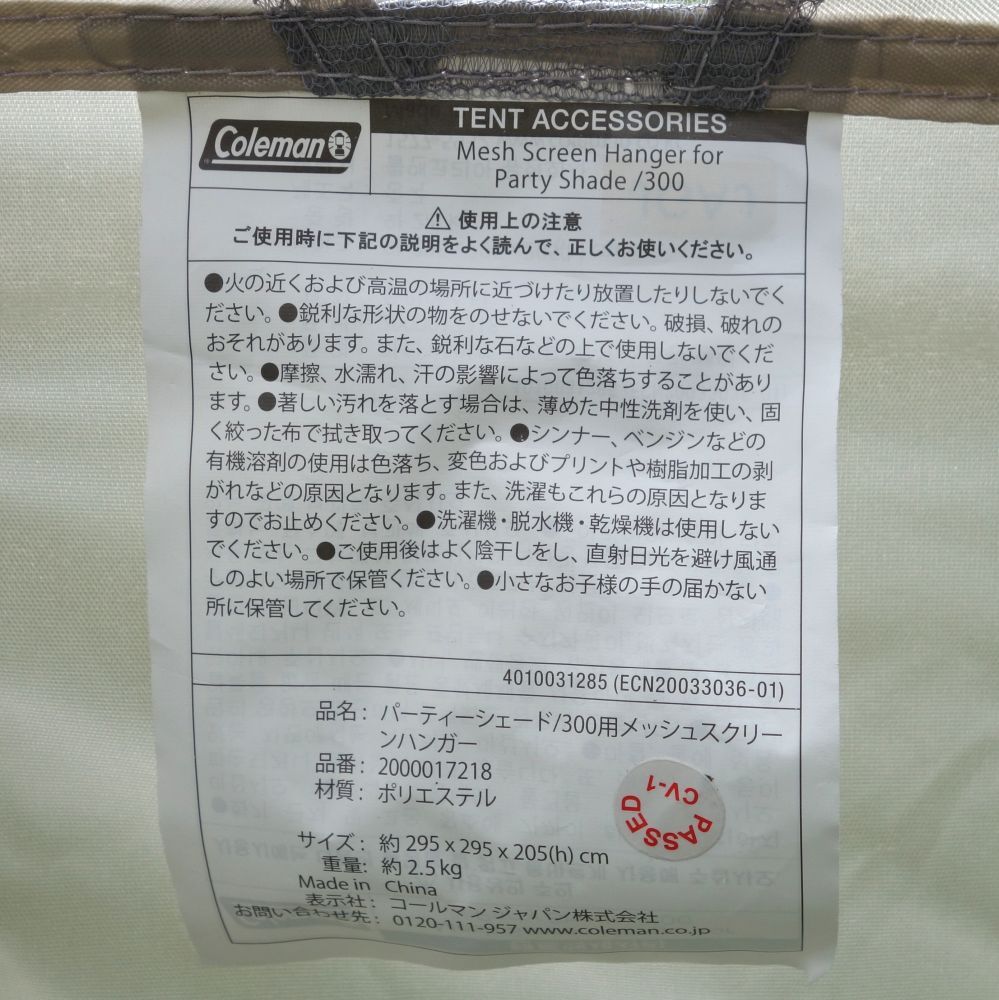 Coleman
TENT ACCESSORIES
Mesh Screen Hanger for
Party Shade /300
⚠ 使用上の注意
ご使用時に下記の説明をよく読んで、正しくお使いください。
●火の近くおよび高温の場所に近づけたり放置したりしないでく
ださい。●鋭利な形状の物をのせないでください。破損、破れの
おそれがあります。また、鋭利な石などの上で使用しないでくだ
さい。●摩擦、水濡れ、汗の影響によって色落ちすることがあり
ます。●著しい汚れを落とす場合は、薄めた中性洗剤を使い、固
く絞った布で拭き取ってください。●シンナー、ベンジンなどの
有機溶剤の使用は色落ち、変色およびプリントや樹脂加工の剥
がれなどの原因となります。また、洗濯もこれらの原因となりま
すのでお止めください。●洗濯機・脱水機・乾燥機は使用しない
でください。●ご使用後はよく陰干しをし、直射日光を避け風通
しのよい場所で保管ください。●小さなお子様の手の届かない
所に保管してください。
4010031285 (ECN20033036-01)
品名： パーティーシェード/300用メッシュスクリー
ンハンガー
品番： 2000017218
材質： ポリエステル
PASSED
CV-1
サイズ： 約 295 x 295 x 205(h) cm
重量： 約 2.5 kg
Made in China
表示社： コールマン ジャパン株式会社
お問い合わせ先： 0120-111-957 www.coleman.co.jp